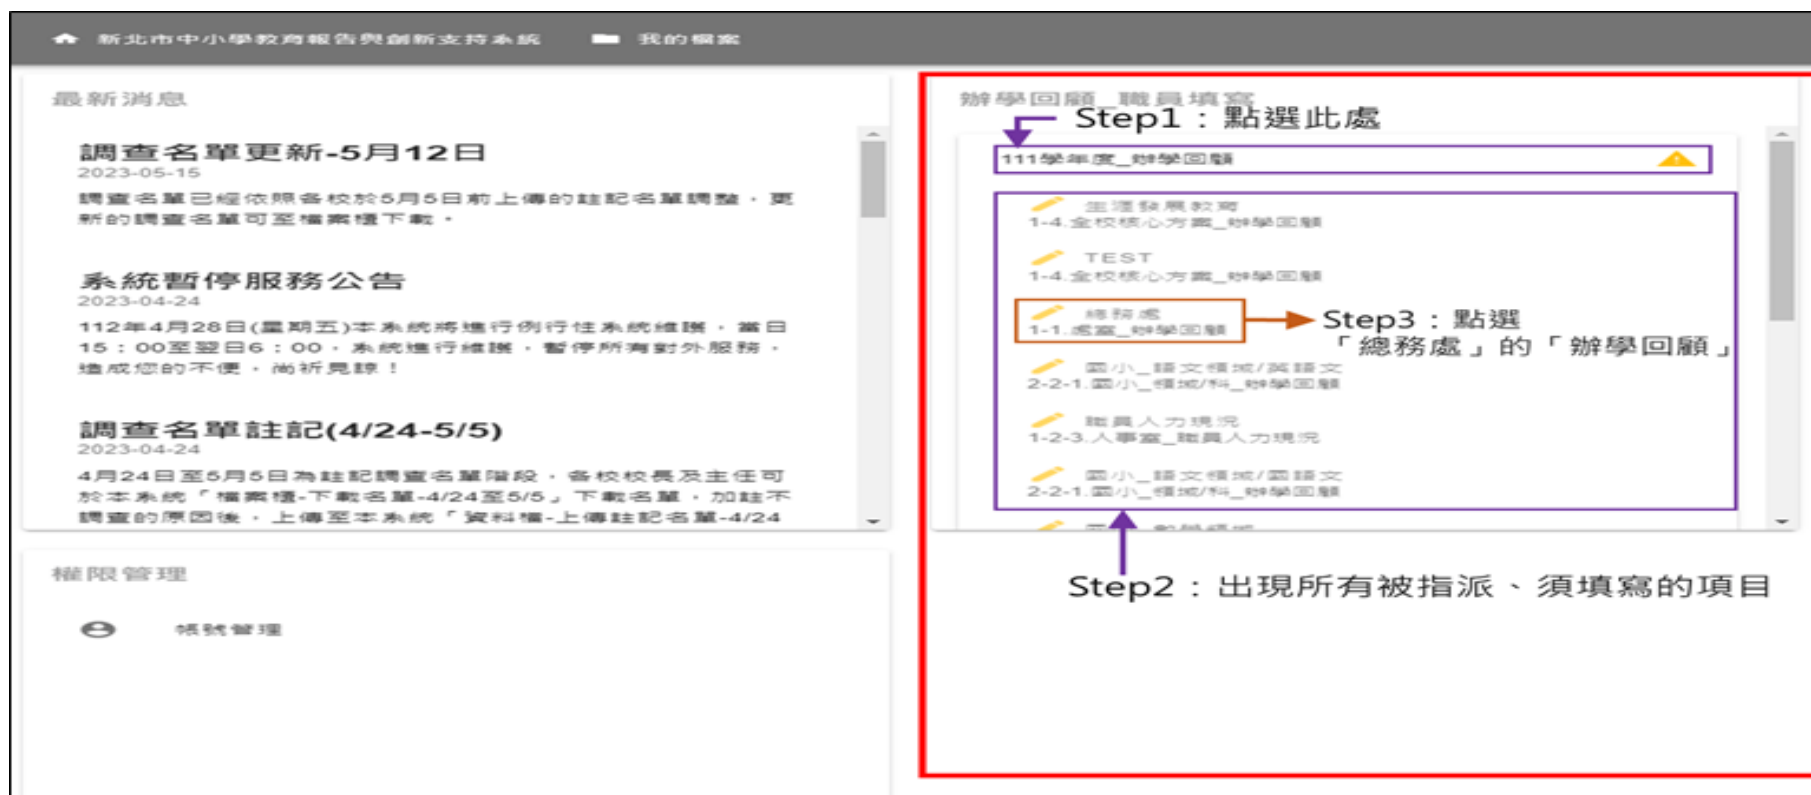 新北市中小學教育報告與創新支持系統 我的檔案
最新消息
調查名單更新-5月12日
2023-05-15
調查名單已經依照各校於5月5日前上傳的註記名單調整，更
新的調查名單可至檔案櫃下載。
系統暫停服務公告
2023-04-24
112年4月28日(星期五)本系統將進行例行性系統維護，當日
15：00至翌日6：00，系統進行維護，暫停所有對外服務，
造成您的不便，尚祈見諒！
調查名單註記(4/24-5/5)
2023-04-24
4月24日至5月5日為註記調查名單階段，各校校長及主任可
於本系統「檔案櫃-下載名單-4/24至5/5」下載名單，加註不
調查的原因後，上傳至本系統「資料檔-上傳註記名單-4/24
權限管理
帳號管理
辦學回顧_職員填寫
Step1：點選此處
111學年度_辦學回顧
生涯發展教育
1-4.全校核心方案_辦學回顧
TEST
1-4.全校核心方案_辦學回顧
總務處
1-1.處室_辦學回顧
Step3：點選
「總務處」的「辦學回顧」
國小_語文領域/英語文
2-2-1.國小_領域/科_辦學回顧
職員人力現況
1-2-3.人事室_職員人力現況
國小_語文領域/國語文
2-2-1.國小_領域/科_辦學回顧
Step2：出現所有被指派、須填寫的項目